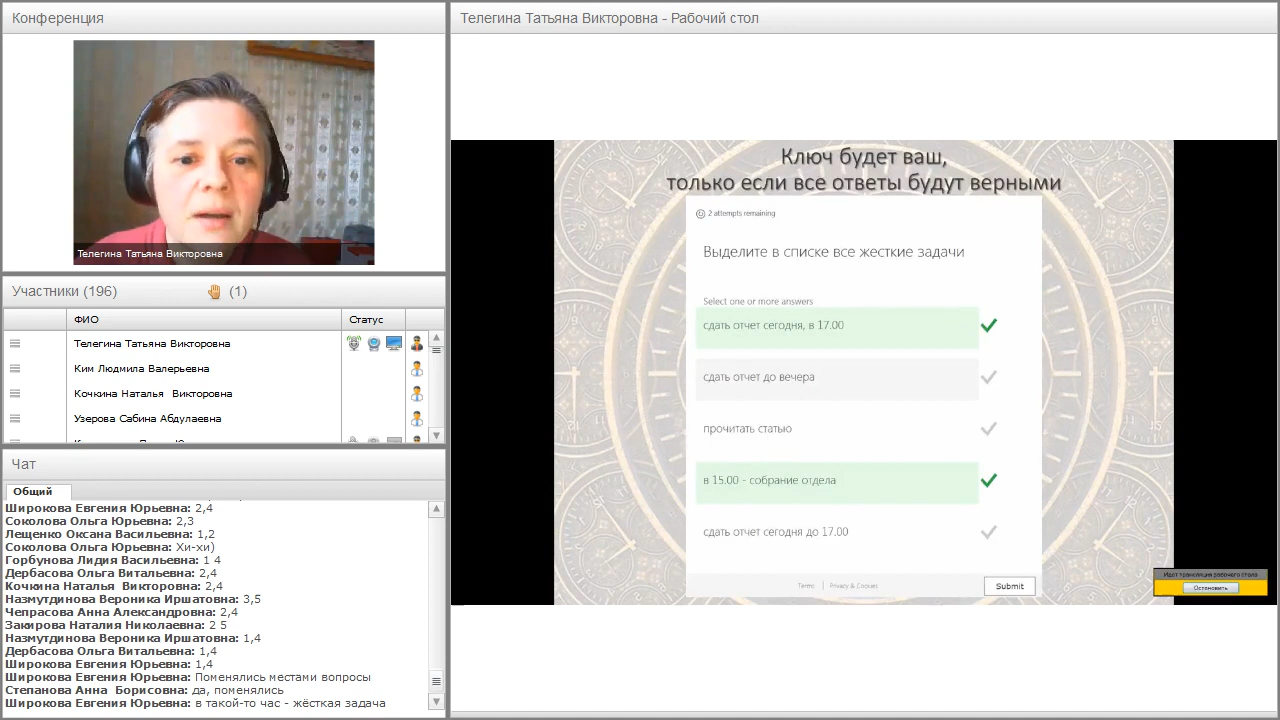 Конференция
Телегина Татьяна Викторовна
Участники (196) (1)
ФИО Статус
Телегина Татьяна Викторовна
Ким Людмила Валерьевна
Кочкина Наталья Викторовна
Узерова Сабина Абдулаевна
Чат
Общий
Широкова Евгения Юрьевна: 2,4
Соколова Ольга Юрьевна: 2,3
Лещенко Оксана Васильевна: 1,2
Соколова Ольга Юрьевна: Хи-хи)
Горбунова Лидия Васильевна: 1 4
Дербасова Ольга Витальевна: 2,4
Кочкина Наталья Викторовна: 2,4
Назмутдинова Вероника Иршатовна: 3,5
Чепрасова Анна Александровна: 2,4
Закирова Наталия Николаевна: 2 5
Назмутдинова Вероника Иршатовна: 1,4
Дербасова Ольга Витальевна: 1,4
Широкова Евгения Юрьевна: 1,4
Широкова Евгения Юрьевна: Поменялись местами вопросы
Степанова Анна Борисовна: да, поменялись
Широкова Евгения Юрьевна: в такой-то час - жёсткая задача
Телегина Татьяна Викторовна - Рабочий стол
Ключ будет ваш,
только если все ответы будут верными
2 attempts remaining
Выделите в списке все жесткие задачи
Select one or more answers
сдать отчет сегодня, в 17.00
сдать отчет до вечера
прочитать статью
в 15.00 - собрание отдела
сдать отчет сегодня до 17.00
Terms | Privacy & Cookies
Submit
Идет трансляция рабочего стола
Остановить